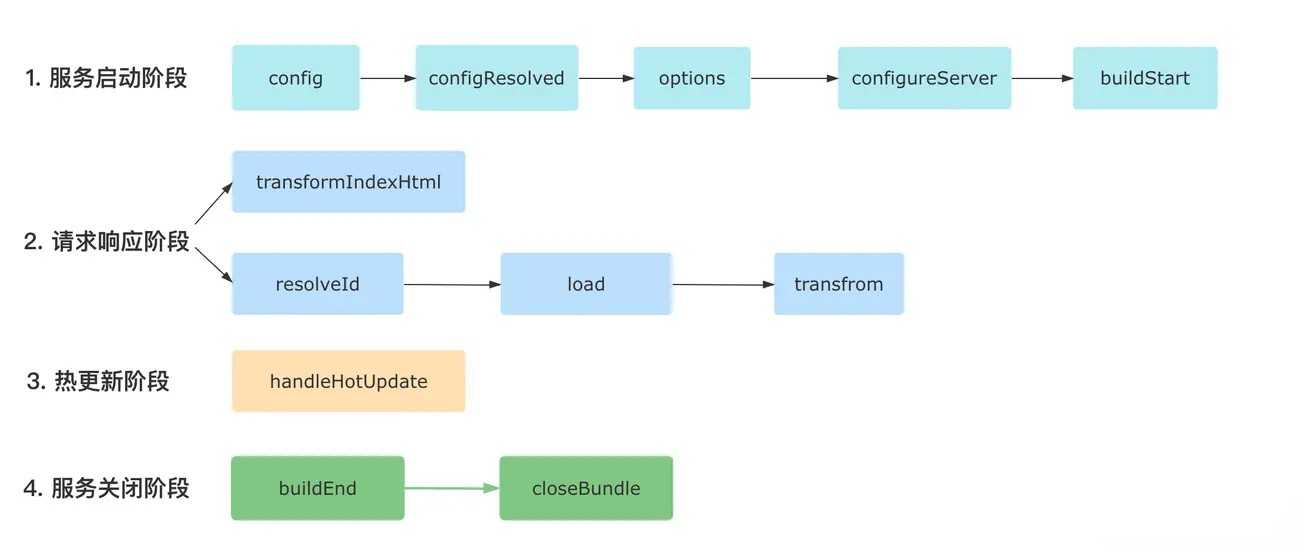 1. 服务启动阶段
config
configResolved
options
configureServer
buildStart
2. 请求响应阶段
transformIndexHtml
resolveId
load
transfrom
3. 热更新阶段
handleHotUpdate
4. 服务关闭阶段
buildEnd
closeBundle